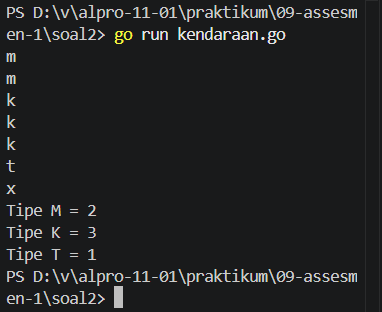 PS D:\v\alpro-11-01\praktikum\09-assesm
en-1\soal2> go run kendaraan.go
m
m
k
k
k
t
x
Tipe M = 2
Tipe K = 3
Tipe T = 1
PS D:\v\alpro-11-01\praktikum\09-assesm
en-1\soal2>